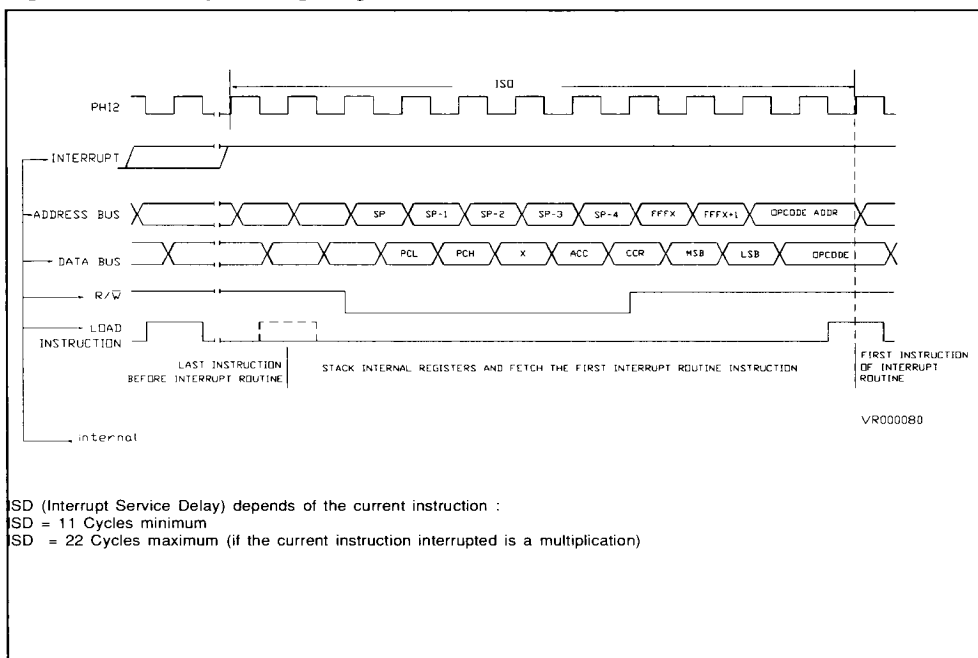 ISD
PHI2
INTERRUPT
ADDRESS BUS SP SP-1 SP-2 SP-3 SP-4 FFFX FFFX+1 OPCODE ADDR
DATA BUS PCL PCH X ACC CCR MSB LSB OPCODE
R/W̅
LOAD
INSTRUCTION
LAST INSTRUCTION
BEFORE INTERRUPT ROUTINE
STACK INTERNAL REGISTERS AND FETCH THE FIRST INTERRUPT ROUTINE INSTRUCTION
FIRST INSTRUCTION
OF INTERRUPT
ROUTINE
VR000080
internal
ISD (Interrupt Service Delay) depends of the current instruction :
ISD = 11 Cycles minimum
ISD = 22 Cycles maximum (if the current instruction interrupted is a multiplication)